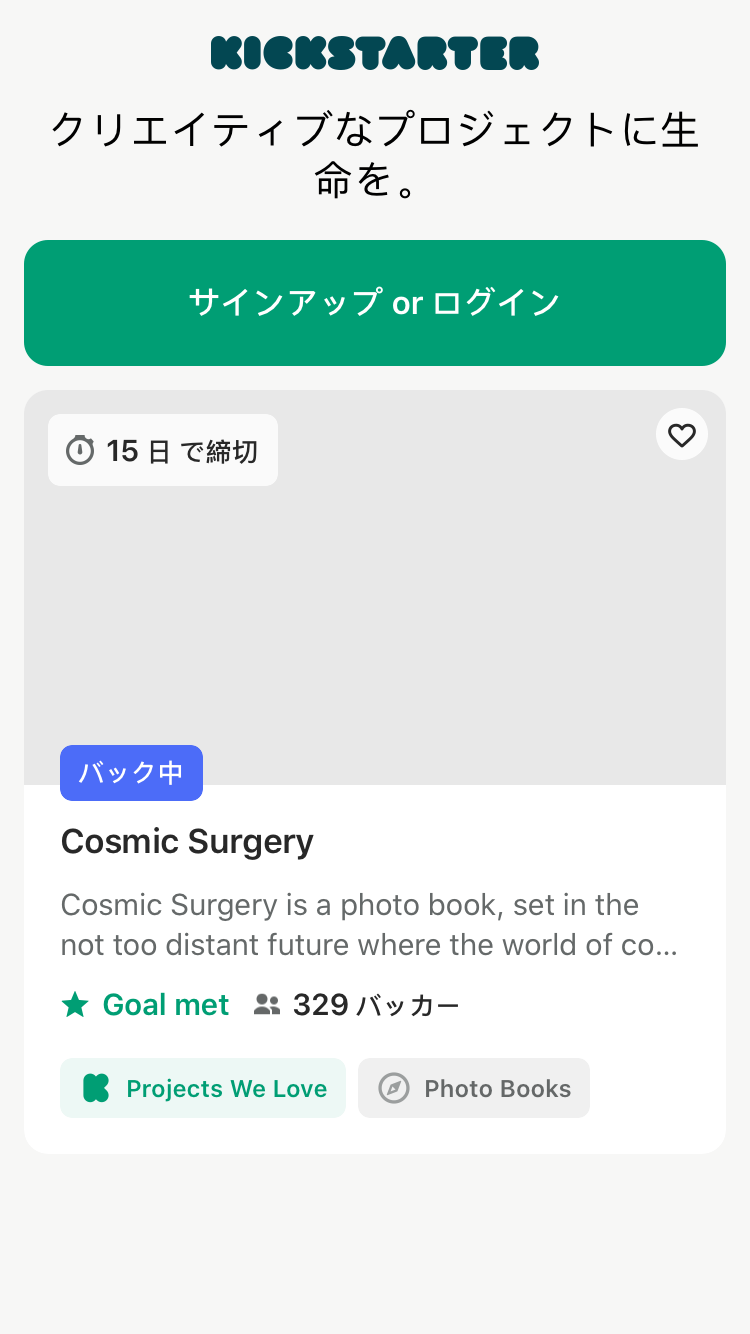 KICKSTARTER
クリエイティブなプロジェクトに生
命を。
サインアップ or ログイン
15 日 で締切
バック中
Cosmic Surgery
Cosmic Surgery is a photo book, set in the
not too distant future where the world of co...
Goal met 329 バッカー
Projects We Love Photo Books